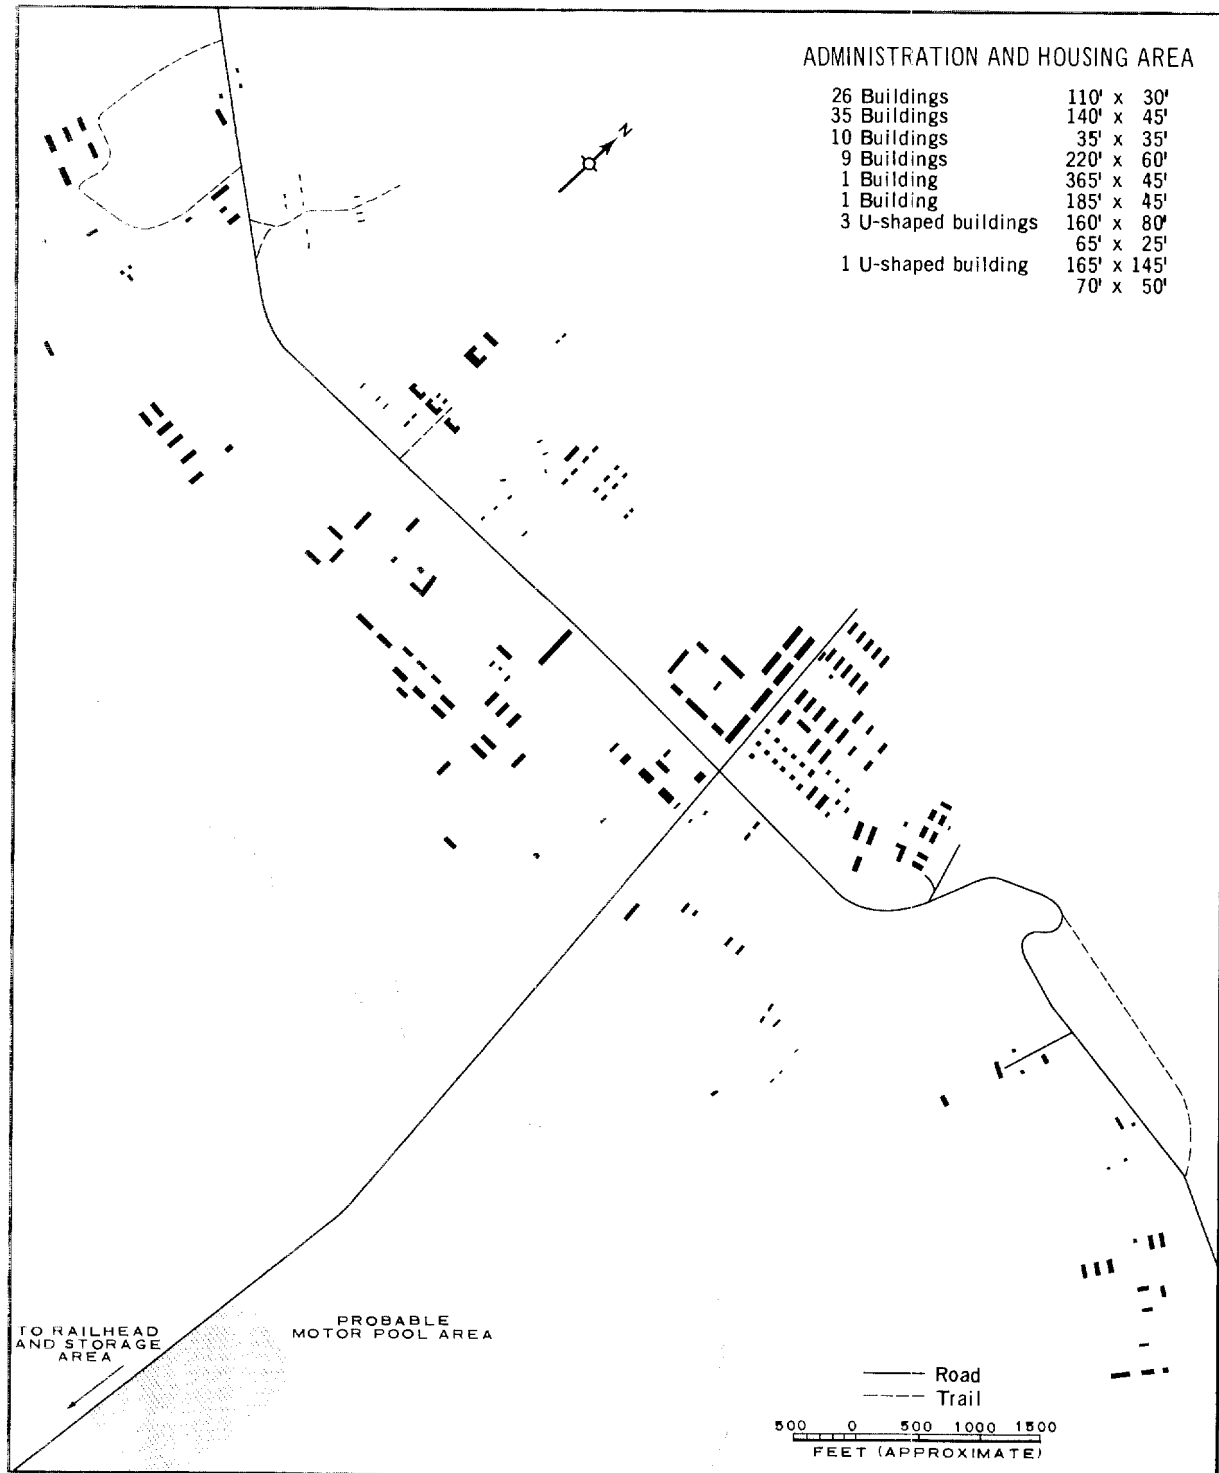 ADMINISTRATION AND HOUSING AREA
26 Buildings 110' x 30'
35 Buildings 140' x 45'
10 Buildings 35' x 35'
9 Buildings 220' x 60'
1 Building 365' x 45'
1 Building 185' x 45'
3 U-shaped buildings 160' x 80'
65' x 25'
1 U-shaped building 165' x 145'
70' x 50'
N
TO RAILHEAD
AND STORAGE
AREA
PROBABLE
MOTOR POOL AREA
Road
Trail
500 0 500 1000 1500
FEET (APPROXIMATE)